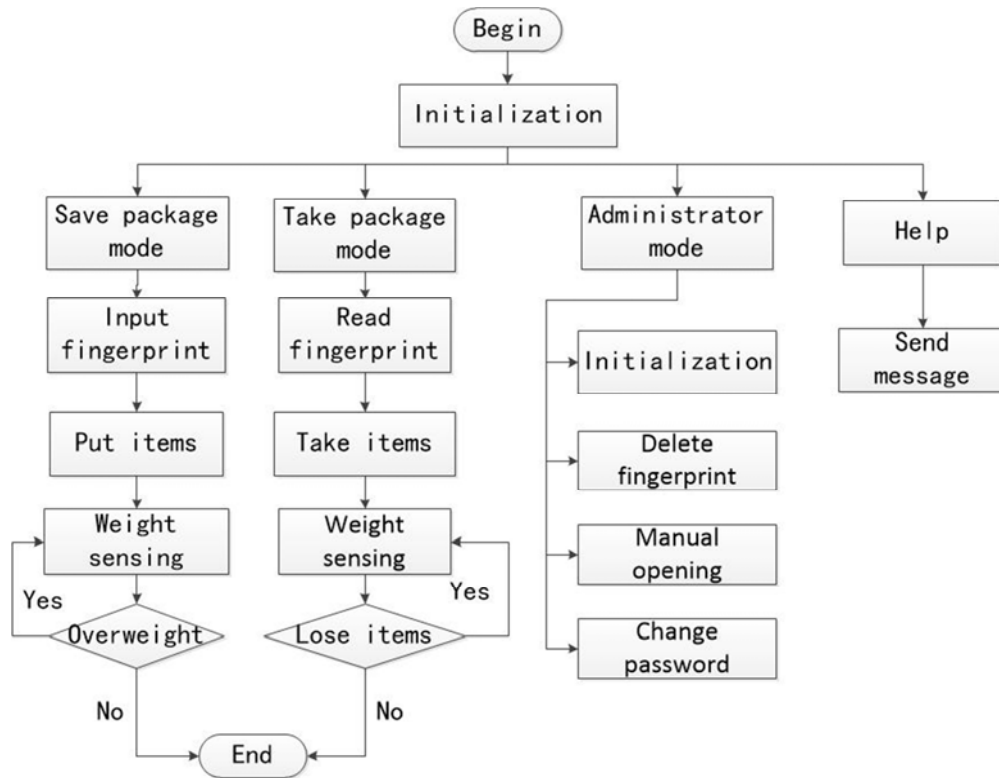 Begin
Initialization
Save package
mode
Take package
mode
Administrator
mode
Help
Input
fingerprint
Read
fingerprint
Initialization
Send
message
Put items
Take items
Delete
fingerprint
Weight
sensing
Weight
sensing
Manual
opening
Yes
Yes
Overweight
Lose items
Change
password
No
No
End